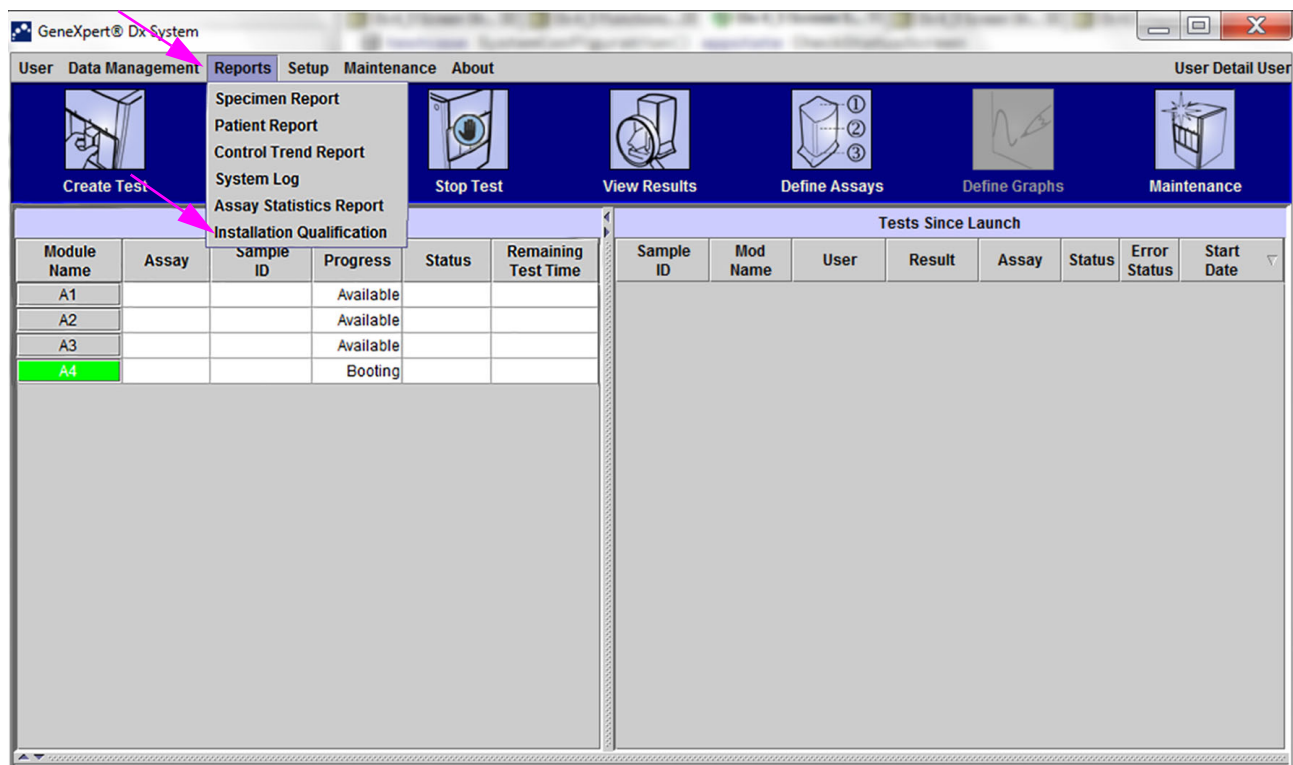 GeneXpert® Dx System
User Data Management Reports Setup Maintenance About User Detail User
Specimen Report
Patient Report
Control Trend Report
System Log
Assay Statistics Report
Installation Qualification
Create Test Stop Test View Results Define Assays Define Graphs Maintenance
① ② ③
Tests Since Launch
Module Name Assay Sample ID Progress Status Remaining Test Time
Sample ID Mod Name User Result Assay Status Error Status Start Date
A1 Available
A2 Available
A3 Available
A4 Booting